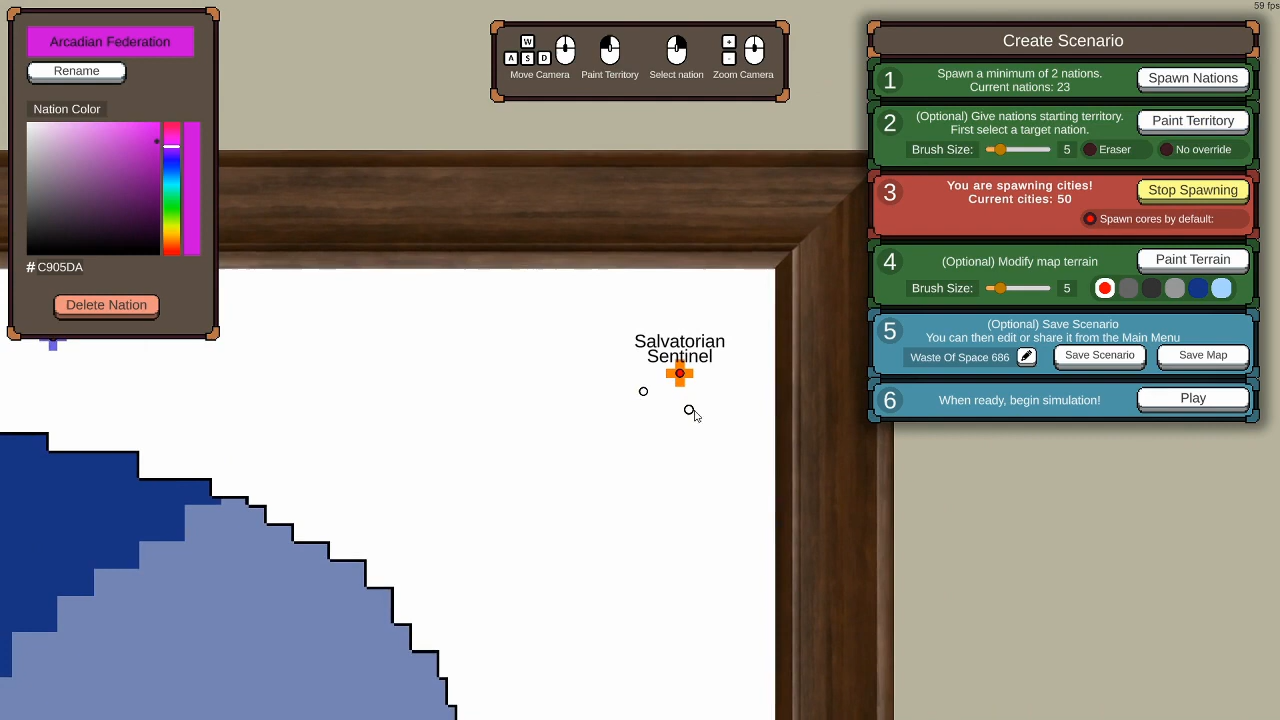 59 fps
Arcadian Federation
Rename
Nation Color
# C905DA
Delete Nation
W
A S D
+
-
Move Camera
Paint Territory
Select nation
Zoom Camera
Create Scenario
1
Spawn a minimum of 2 nations.
Current nations: 23
Spawn Nations
2
(Optional) Give nations starting territory.
First select a target nation.
Paint Territory
Brush Size:
5
Eraser
No override
3
You are spawning cities!
Current cities: 50
Stop Spawning
Spawn cores by default:
4
(Optional) Modify map terrain
Paint Terrain
Brush Size:
5
5
(Optional) Save Scenario
You can then edit or share it from the Main Menu
Waste Of Space 686
Save Scenario
Save Map
6
When ready, begin simulation!
Play
Salvatorian
Sentinel